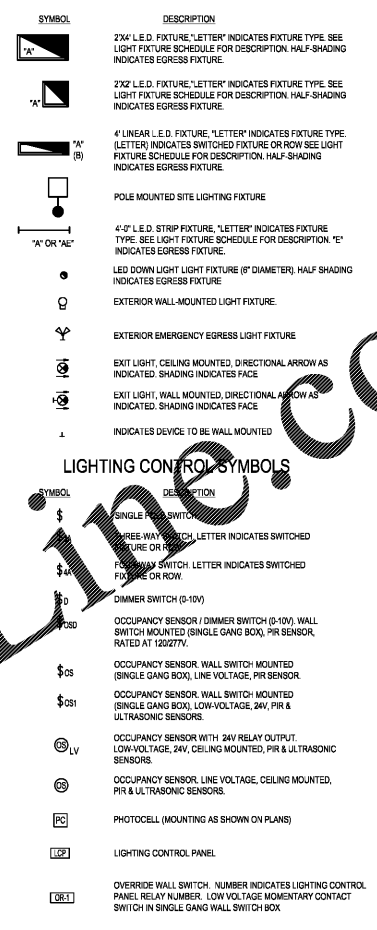 SYMBOL DESCRIPTION
"A" 2'X4' L.E.D. FIXTURE,"LETTER" INDICATES FIXTURE TYPE. SEE
LIGHT FIXTURE SCHEDULE FOR DESCRIPTION. HALF-SHADING
INDICATES EGRESS FIXTURE.
"A" 2'X2' L.E.D. FIXTURE,"LETTER" INDICATES FIXTURE TYPE. SEE
LIGHT FIXTURE SCHEDULE FOR DESCRIPTION. HALF-SHADING
INDICATES EGRESS FIXTURE.
"A" (B) 4' LINEAR L.E.D. FIXTURE, "LETTER" INDICATES FIXTURE TYPE.
(LETTER) INDICATES SWITCHED FIXTURE OR ROW SEE LIGHT
FIXTURE SCHEDULE FOR DESCRIPTION. HALF-SHADING
INDICATES EGRESS FIXTURE.
POLE MOUNTED SITE LIGHTING FIXTURE
"A" OR "AE" 4'-0" L.E.D. STRIP FIXTURE, "LETTER" INDICATES FIXTURE
TYPE. SEE LIGHT FIXTURE SCHEDULE FOR DESCRIPTION. "E"
INDICATES EGRESS FIXTURE.
LED DOWN LIGHT LIGHT FIXTURE (6" DIAMETER). HALF SHADING
INDICATES EGRESS FIXTURE
EXTERIOR WALL-MOUNTED LIGHT FIXTURE.
EXTERIOR EMERGENCY EGRESS LIGHT FIXTURE
EXIT LIGHT, CEILING MOUNTED, DIRECTIONAL ARROW AS
INDICATED. SHADING INDICATES FACE
EXIT LIGHT, WALL MOUNTED, DIRECTIONAL ARROW AS
INDICATED. SHADING INDICATES FACE
INDICATES DEVICE TO BE WALL MOUNTED
LIGHTING CONTROL SYMBOLS
SYMBOL DESCRIPTION
$ SINGLE POLE SWITCH
$ THREE-WAY SWITCH. LETTER INDICATES SWITCHED
FIXTURE OR ROW.
$4A FOUR-WAY SWITCH. LETTER INDICATES SWITCHED
FIXTURE OR ROW.
$D DIMMER SWITCH (0-10V)
$OSD OCCUPANCY SENSOR / DIMMER SWITCH (0-10V). WALL
SWITCH MOUNTED (SINGLE GANG BOX), PIR SENSOR,
RATED AT 120/277V.
$OS OCCUPANCY SENSOR. WALL SWITCH MOUNTED
(SINGLE GANG BOX), LINE VOLTAGE, PIR SENSOR.
$OS1 OCCUPANCY SENSOR. WALL SWITCH MOUNTED
(SINGLE GANG BOX), LOW-VOLTAGE, 24V, PIR &
ULTRASONIC SENSORS.
OS LV OCCUPANCY SENSOR WITH 24V RELAY OUTPUT.
LOW-VOLTAGE, 24V, CEILING MOUNTED, PIR & ULTRASONIC
SENSORS.
OS OCCUPANCY SENSOR. LINE VOLTAGE, CEILING MOUNTED,
PIR & ULTRASONIC SENSORS.
PC PHOTOCELL (MOUNTING AS SHOWN ON PLANS)
LCP LIGHTING CONTROL PANEL
OR-1 OVERRIDE WALL SWITCH. NUMBER INDICATES LIGHTING CONTROL
PANEL RELAY NUMBER. LOW VOLTAGE MOMENTARY CONTACT
SWITCH IN SINGLE GANG WALL SWITCH BOX
Line.co